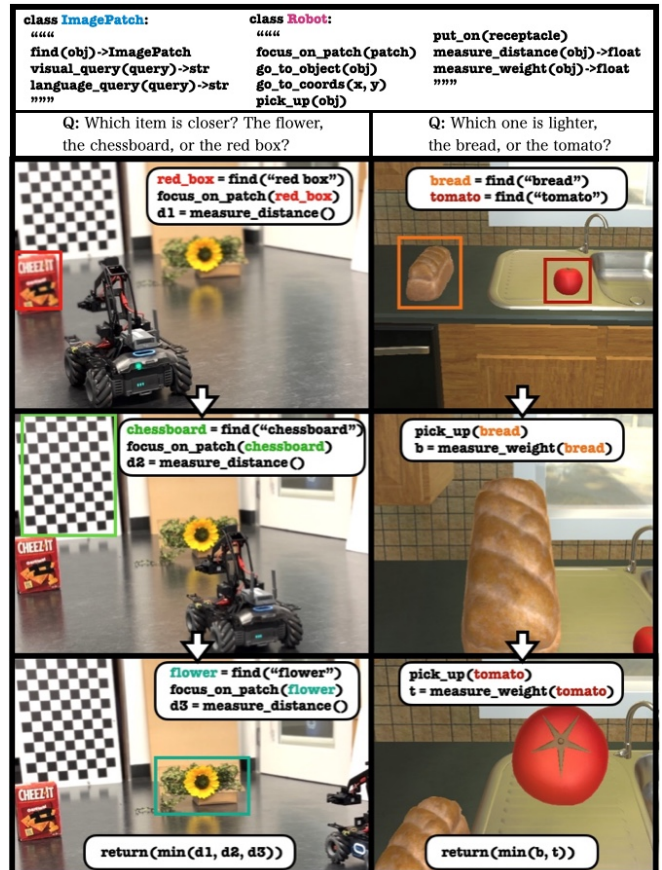 class ImagePatch:
"""
find(obj)->ImagePatch
visual_query(query)->str
language_query(query)->str
"""
class Robot:
"""
focus_on_patch(patch)
go_to_object(obj)
go_to_coords(x, y)
pick_up(obj)
put_on(receptacle)
measure_distance(obj)->float
measure_weight(obj)->float
"""
Q: Which item is closer? The flower,
the chessboard, or the red box?
Q: Which one is lighter,
the bread, or the tomato?
red_box = find("red box")
focus_on_patch(red_box)
d1 = measure_distance()
CHEEZ-IT
bread = find("bread")
tomato = find("tomato")
chessboard = find("chessboard")
focus_on_patch(chessboard)
d2 = measure_distance()
CHEEZ-IT
pick_up(bread)
b = measure_weight(bread)
flower = find("flower")
focus_on_patch(flower)
d3 = measure_distance()
CHEEZ-IT
return(min(d1, d2, d3))
pick_up(tomato)
t = measure_weight(tomato)
return(min(b, t))